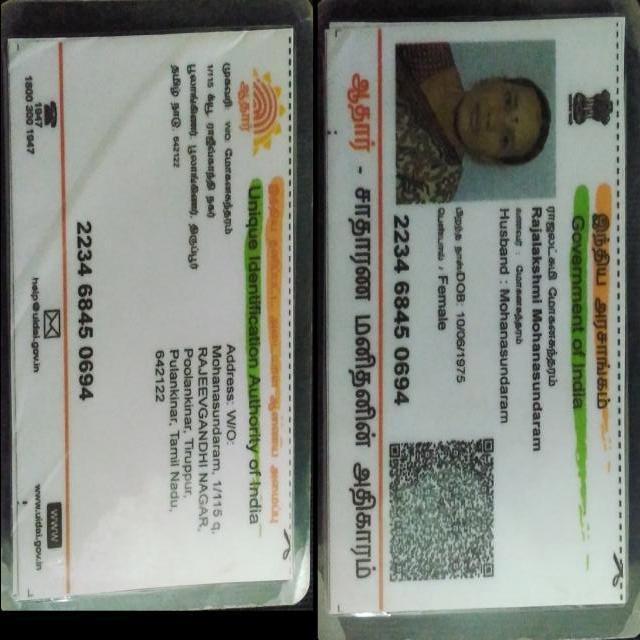 இந்திய அரசாங்கம்
Government of India
ராஜலட்சுமி மோகனசுந்தரம்
Rajalakshmi Mohanasundaram
கணவர் : மோகனசுந்தரம்
Husband : Mohanasundaram
பிறந்த நாள்/DOB: 10/06/1975
பெண்பால் / Female
2234 6845 0694
ஆதார் - சாதாரண மனிதனின் அதிகாரம்
Unique Identification Authority of India
ஆதார்
முகவரி W/O மோகனசுந்தரம்
ராஜீவ்காந்தி நகர்
பூலாங்கிணர், திருப்பூர்
தமிழ் நாடு, 642122
Address: W/O:
Mohanasundaram, 1/115 q,
RAJEEVGANDHI NAGAR,
Poolankinar, Tiruppur,
Pulankinar, Tamil Nadu,
642122
2234 6845 0694
1947
1800 300 1947
help@uidai.gov.in
www
www.uidai.gov.in